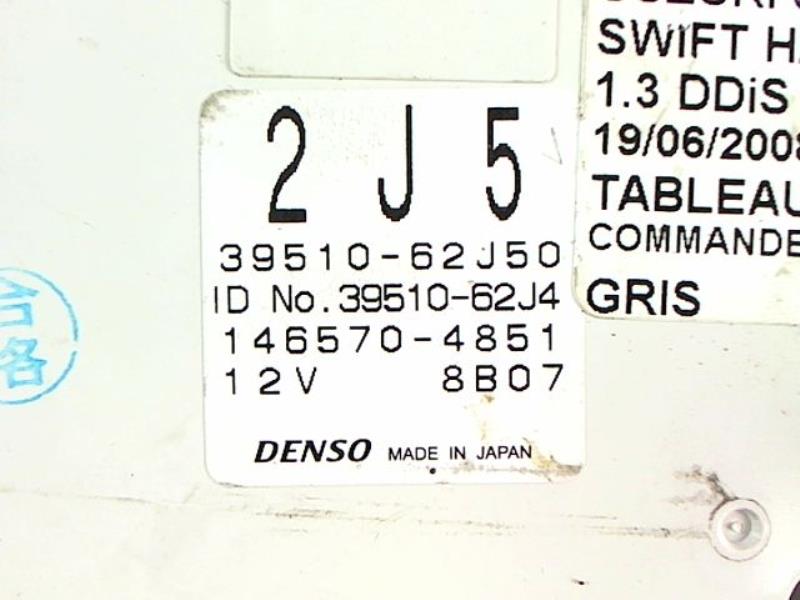 2J5
39510-62J50
ID No.39510-62J4
146570-4851
12V 8B07
DENSO MADE IN JAPAN
SWIFT
1.3 DDiS
19/06/2008
TABLEAU
COMMANDE
GRIS
合格